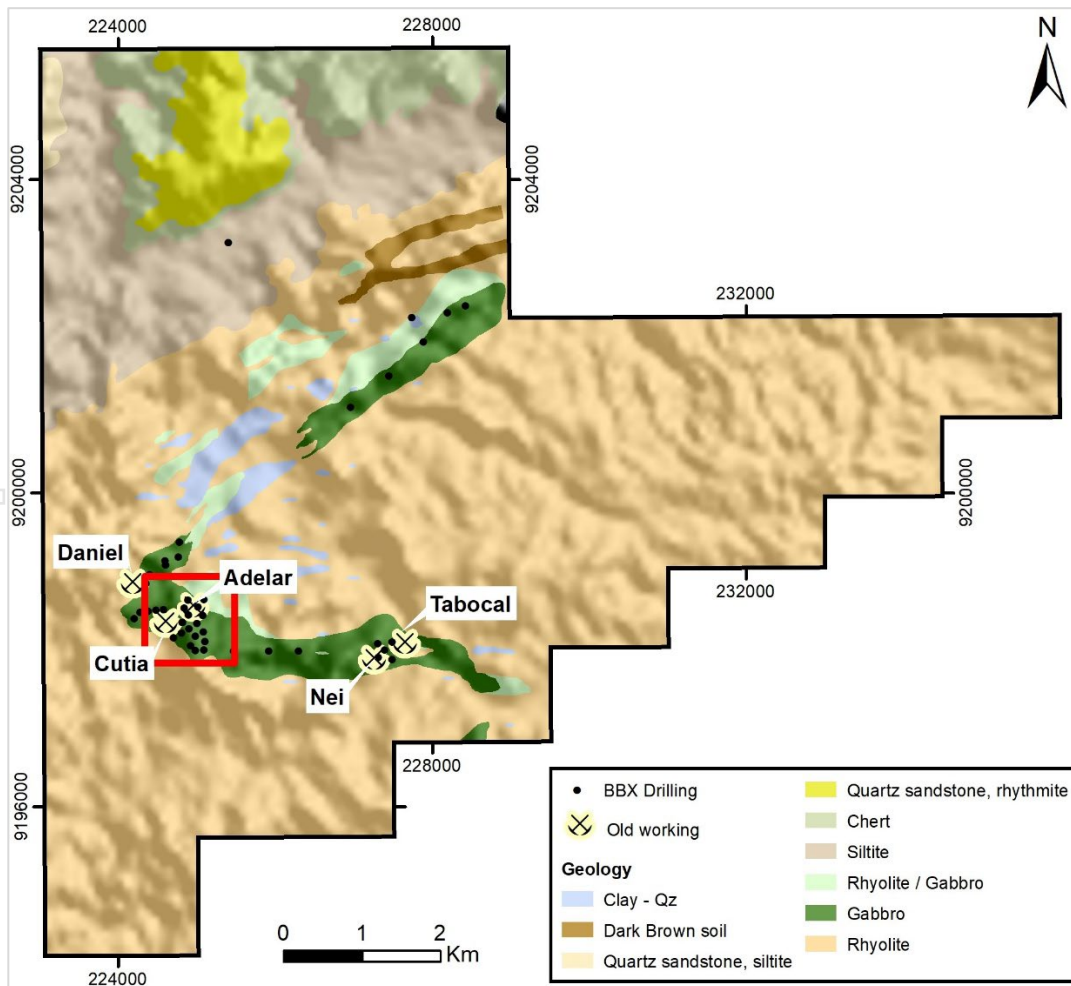 224000
228000
N
9204000
9204000
232000
9200000
9200000
Daniel
Adelar
Tabocal
232000
Cutia
Nei
228000
9196000
BBX Drilling
Old working
Geology
Clay - Qz
Dark Brown soil
Quartz sandstone, siltite
Quartz sandstone, rhythmite
Chert
Siltite
Rhyolite / Gabbro
Gabbro
Rhyolite
0 1 2
Km
224000